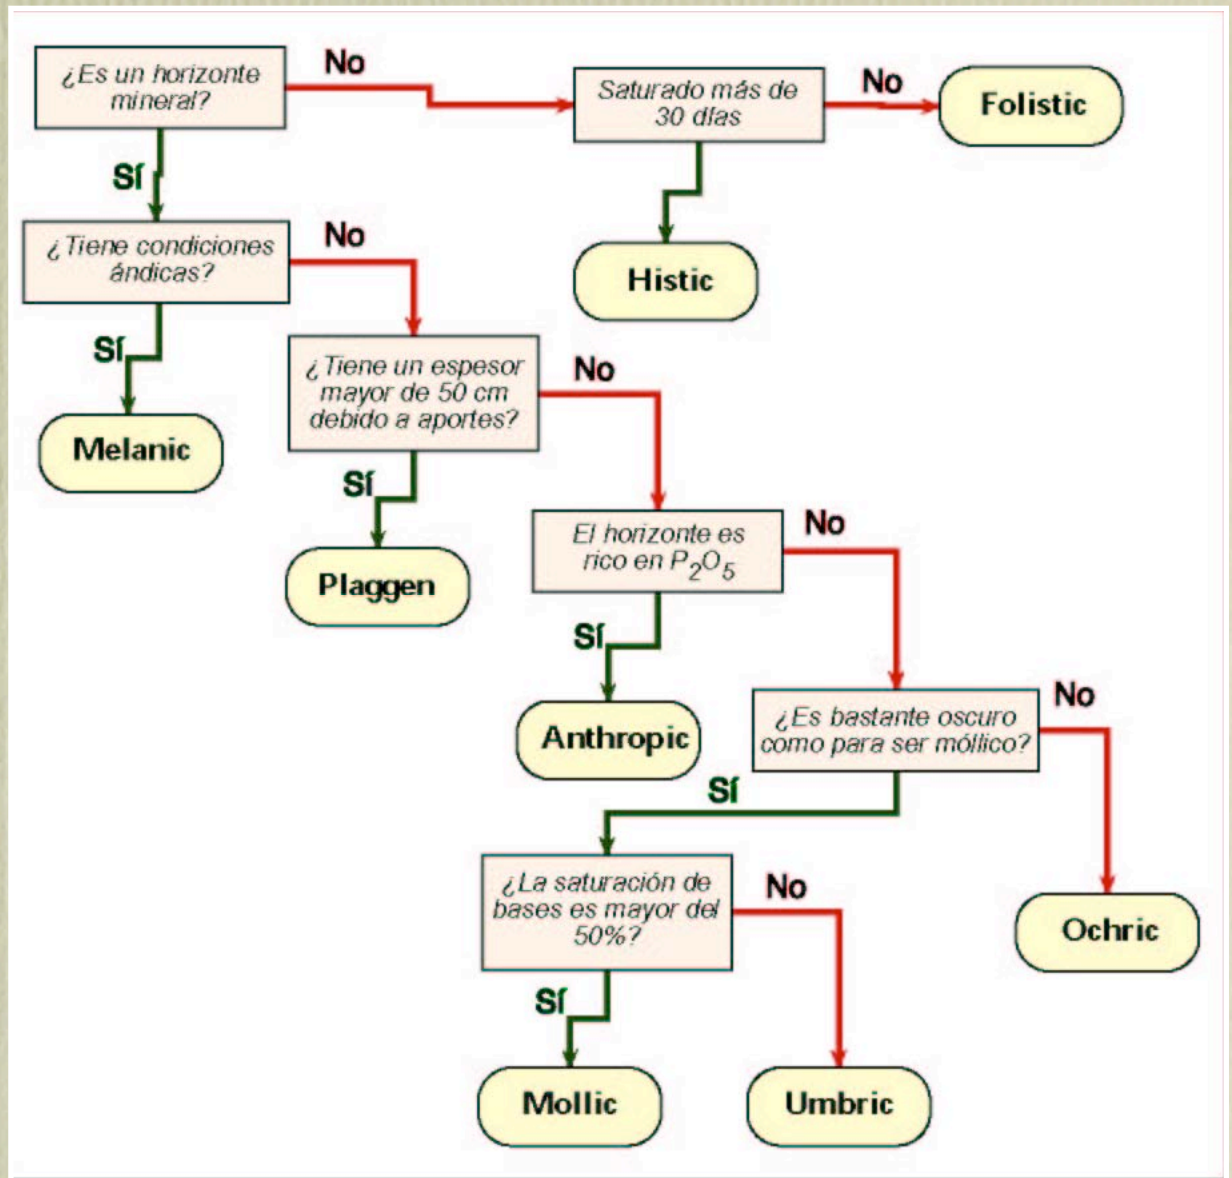 ¿Es un horizonte
mineral?
No
Saturado más de
30 días
No
Folistic
Sí
Histic
¿Tiene condiciones
ándicas?
No
Sí
Melanic
¿Tiene un espesor
mayor de 50 cm
debido a aportes?
No
Sí
Plaggen
El horizonte es
rico en P₂O₅
No
Sí
Anthropic
¿Es bastante oscuro
como para ser móllico?
No
Sí
Ochric
¿La saturación de
bases es mayor del
50%?
No
Sí
Mollic
Umbric